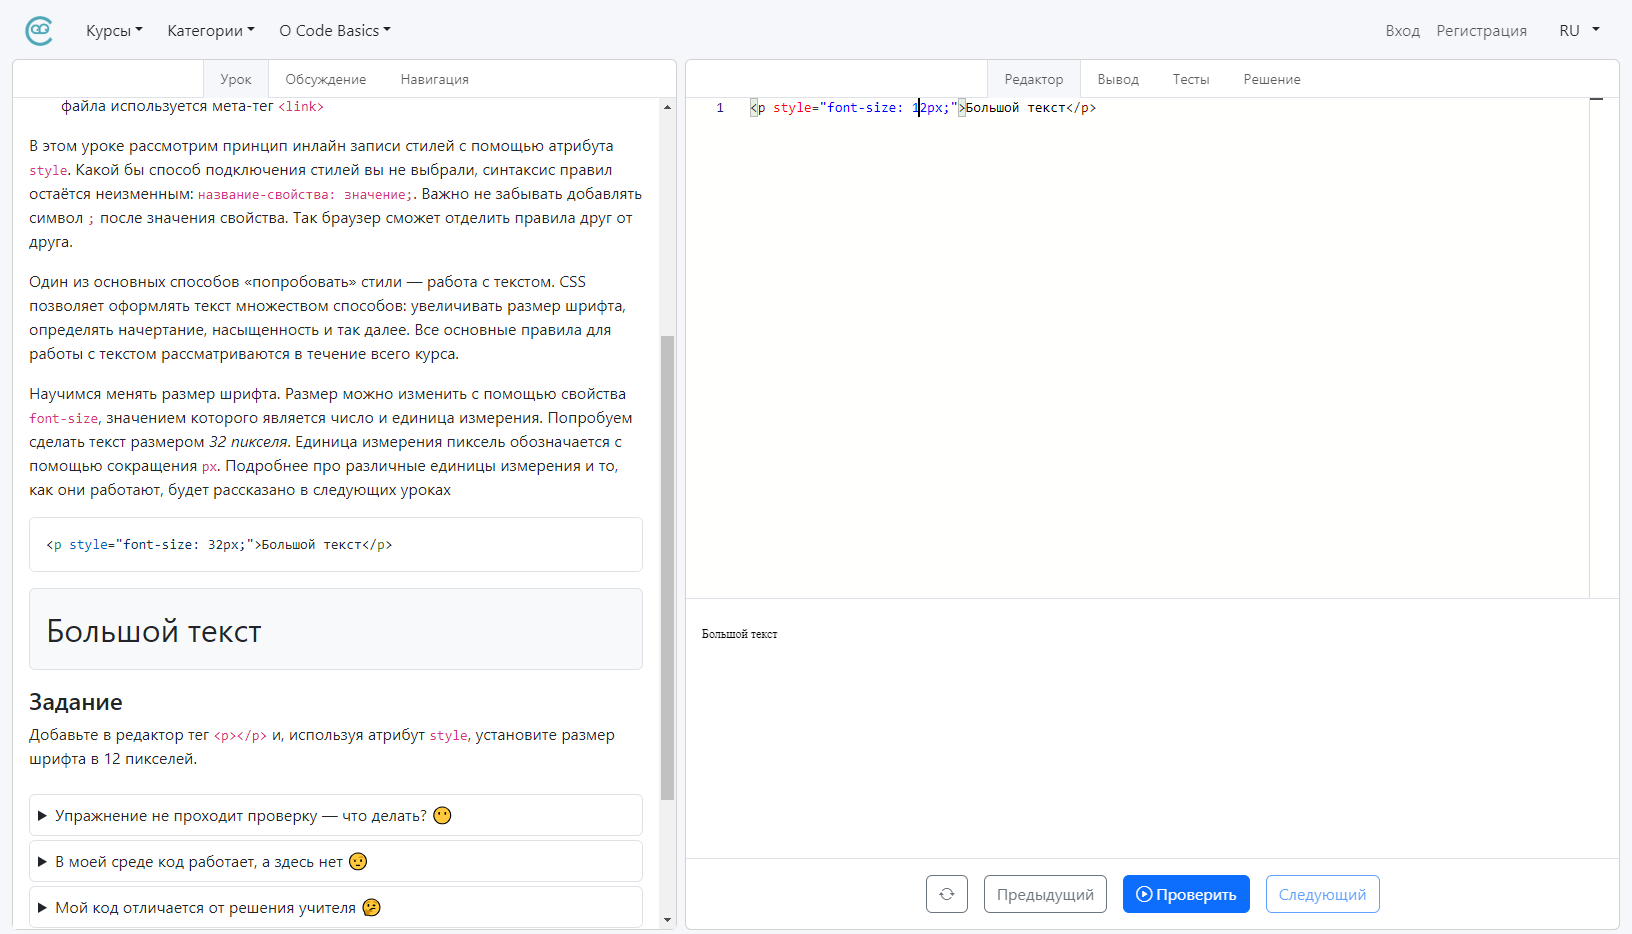 Курсы Категории О Code Basics Вход Регистрация RU
Урок Обсуждение Навигация
файла используется мета-тег <link>
В этом уроке рассмотрим принцип инлайн записи стилей с помощью атрибута
style. Какой бы способ подключения стилей вы не выбрали, синтаксис правил
остаётся неизменным: название-свойства: значение;. Важно не забывать добавлять
символ ; после значения свойства. Так браузер сможет отделить правила друг от
друга.
Один из основных способов «попробовать» стили — работа с текстом. CSS
позволяет оформлять текст множеством способов: увеличивать размер шрифта,
определять начертание, насыщенность и так далее. Все основные правила для
работы с текстом рассматриваются в течение всего курса.
Научимся менять размер шрифта. Размер можно изменить с помощью свойства
font-size, значением которого является число и единица измерения. Попробуем
сделать текст размером 32 пикселя. Единица измерения пиксель обозначается с
помощью сокращения px. Подробнее про различные единицы измерения и то,
как они работают, будет рассказано в следующих уроках
<p style="font-size: 32px;">Большой текст</p>
Большой текст
Задание
Добавьте в редактор тег <p></p> и, используя атрибут style, установите размер
шрифта в 12 пикселей.
Упражнение не проходит проверку — что делать? 😶
В моей среде код работает, а здесь нет 🤨
Мой код отличается от решения учителя 🤔
Редактор Вывод Тесты Решение
1 <p style="font-size: 12px;">Большой текст</p>
Большой текст
Предыдущий Проверить Следующий